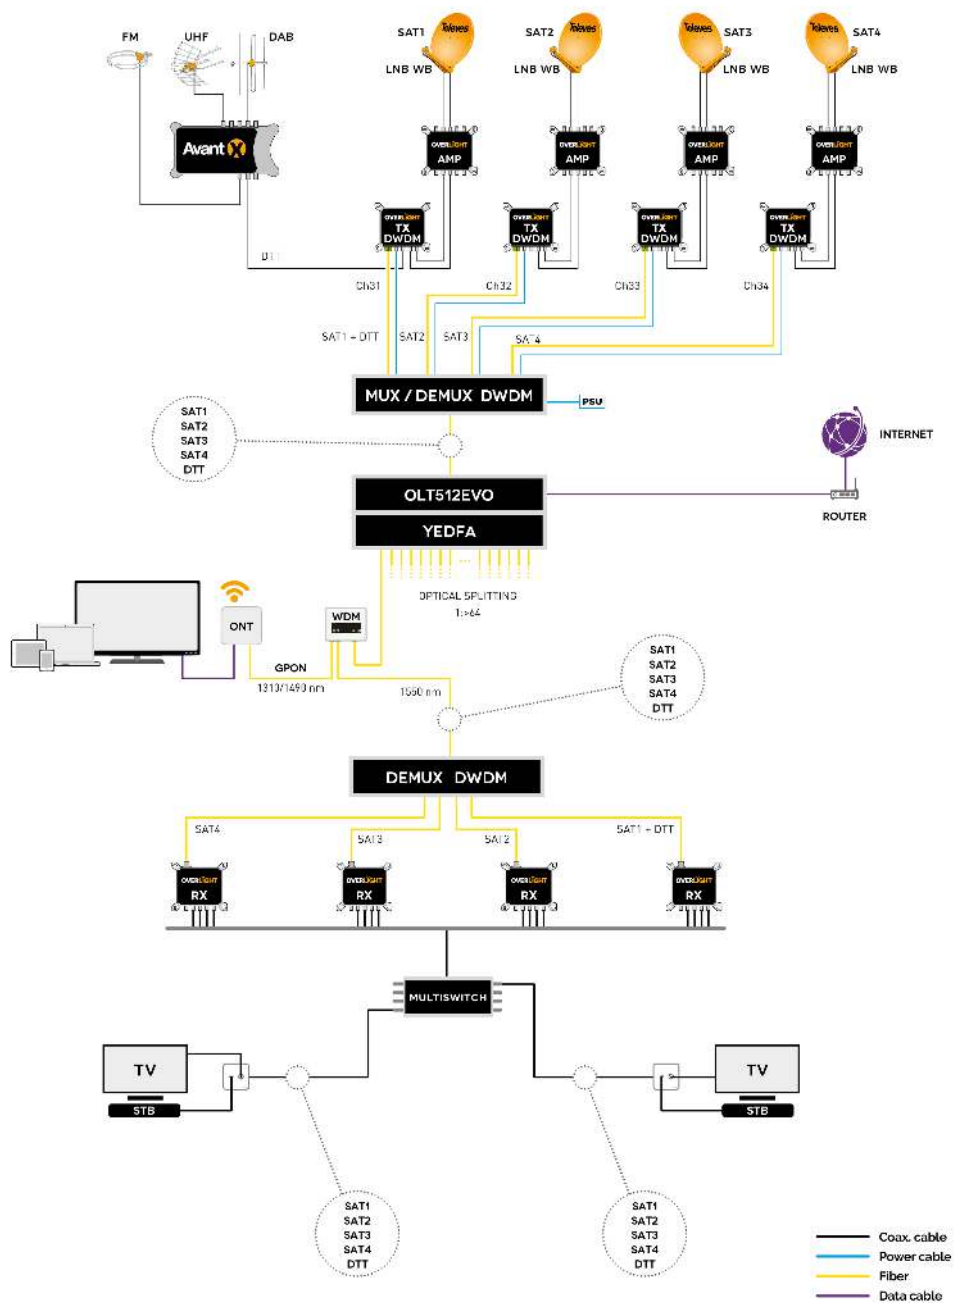 FM
UHF
DAB
SAT1
Televes
LNB WB
SAT2
Televes
LNB WB
SAT3
Televes
LNB WB
SAT4
Televes
LNB WB
Avant X
OVERLIGHT
AMP
OVERLIGHT
AMP
OVERLIGHT
AMP
OVERLIGHT
AMP
OVERLIGHT
TX
DWDM
OVERLIGHT
TX
DWDM
OVERLIGHT
TX
DWDM
OVERLIGHT
TX
DWDM
DTT
Ch31
Ch32
Ch33
Ch34
SAT1 + DTT
SAT2
SAT3
SAT4
MUX / DEMUX DWDM
PSU
SAT1
SAT2
SAT3
SAT4
DTT
INTERNET
ROUTER
OLT512EVO
YEDFA
OPTICAL SPLITTING
1:>64
ONT
WDM
GPON
1310/1490 nm
1550 nm
SAT1
SAT2
SAT3
SAT4
DTT
DEMUX DWDM
SAT4
SAT3
SAT2
SAT1 + DTT
OVERLIGHT
RX
OVERLIGHT
RX
OVERLIGHT
RX
OVERLIGHT
RX
MULTISWITCH
TV
STB
TV
STB
SAT1
SAT2
SAT3
SAT4
DTT
SAT1
SAT2
SAT3
SAT4
DTT
Coax. cable
Power cable
Fiber
Data cable